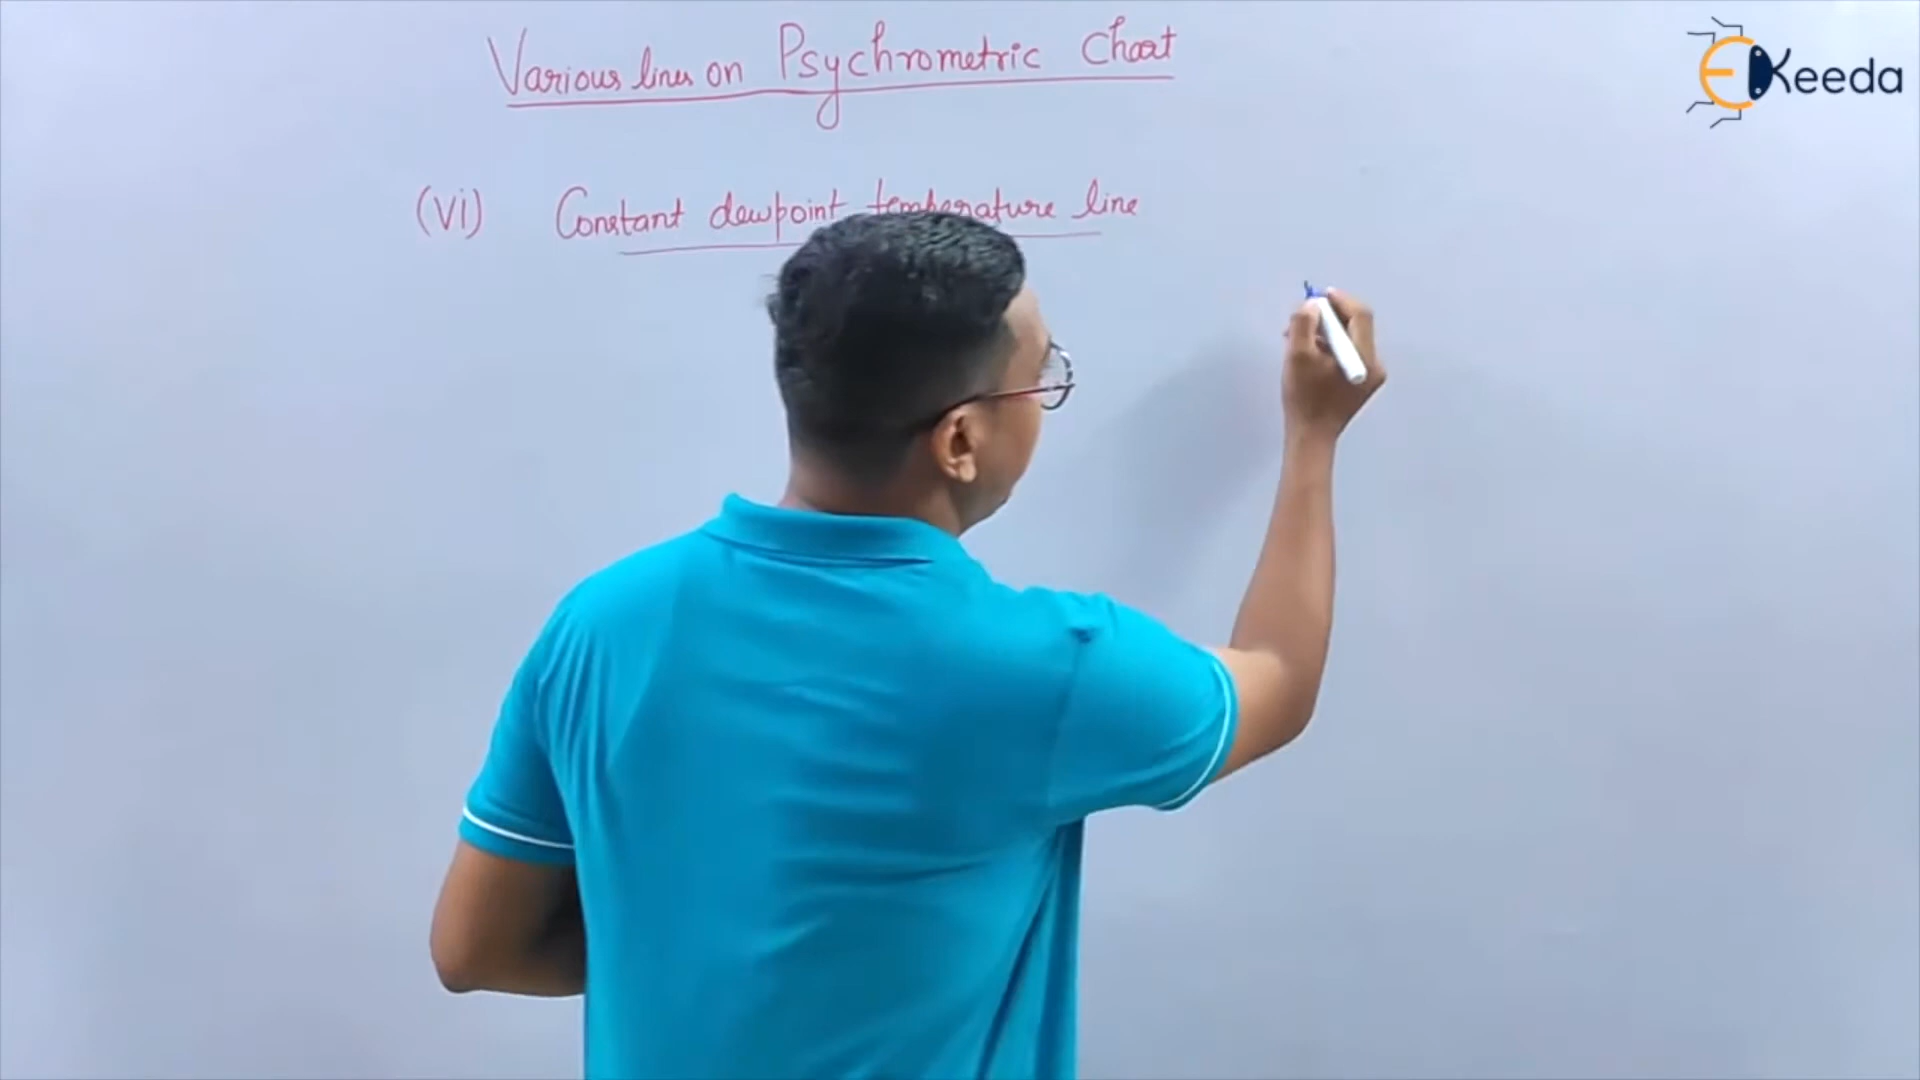 Various lines on Psychrometric Chart
EKeeda
(vi) Constant dewpoint temperature line